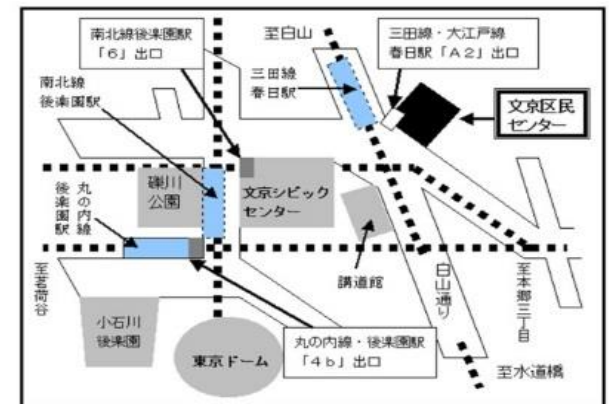 南北線後楽園駅
「6」出口
至白山
三田線・大江戸線
春日駅「A2」出口
南北線
後楽園駅
三田線
春日駅
文京区民
センター
丸の内線
後楽園駅
礫川
公園
文京シビック
センター
講道館
白山通り
至本郷三丁目
至茗荷谷
小石川
後楽園
東京ドーム
丸の内線・後楽園駅
「4b」出口
至水道橋